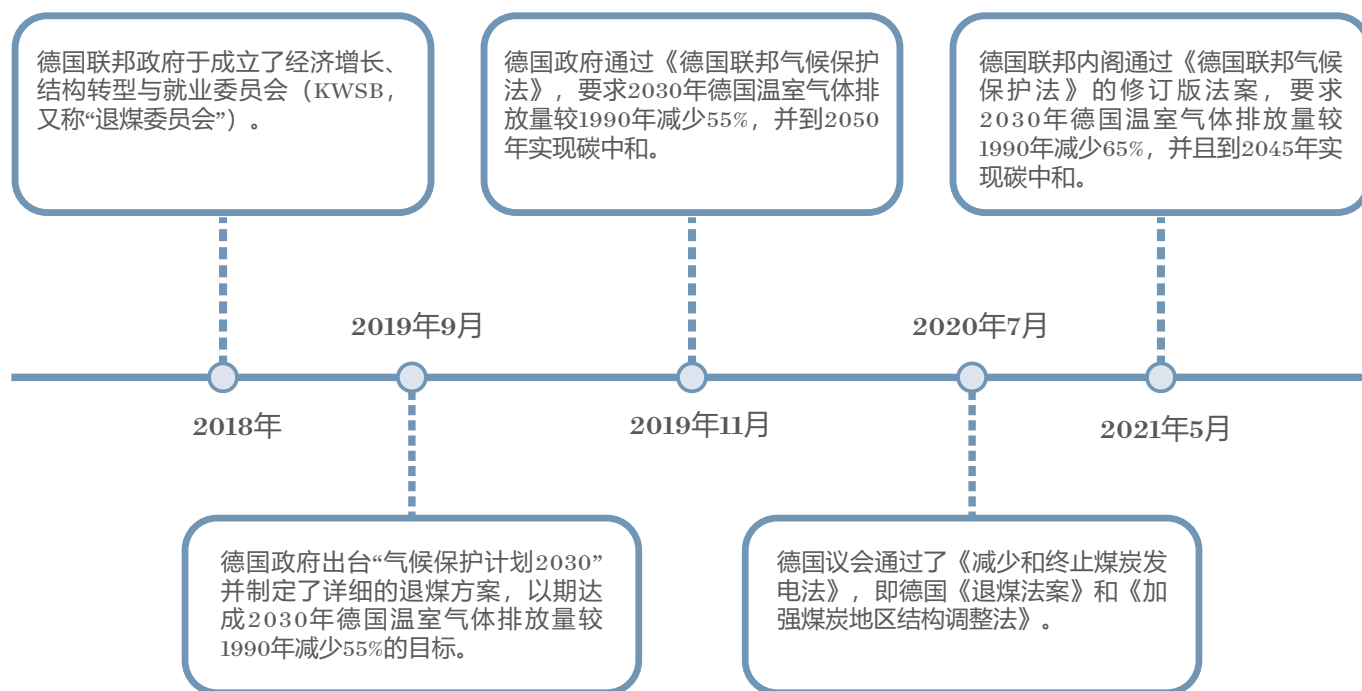 德国联邦政府于成立了经济增长、
结构转型与就业委员会（KWSB，
又称“退煤委员会”）。
德国政府通过《德国联邦气候保护
法》，要求2030年德国温室气体排
放量较1990年减少55%，并到2050
年实现碳中和。
德国联邦内阁通过《德国联邦气候
保护法》的修订版法案，要求
2030年德国温室气体排放量较
1990年减少65%，并且到2045年实
现碳中和。
2019年9月
2020年7月
2018年
2019年11月
2021年5月
德国政府出台“气候保护计划2030”
并制定了详细的退煤方案，以期达
成2030年德国温室气体排放量较
1990年减少55%的目标。
德国议会通过了《减少和终止煤炭发
电法》，即德国《退煤法案》和《加
强煤炭地区结构调整法》。